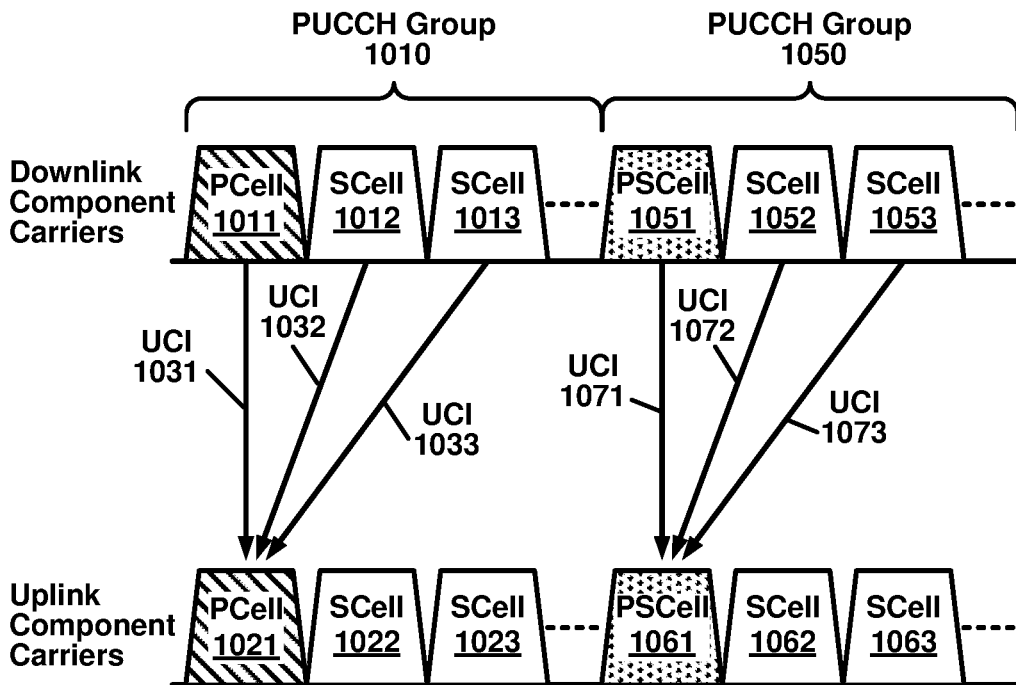 PUCCH Group
1010
PUCCH Group
1050
Downlink
Component
Carriers
PCell
1011
SCell
1012
SCell
1013
PSCell
1051
SCell
1052
SCell
1053
UCI
1031
UCI
1032
UCI
1033
UCI
1071
UCI
1072
UCI
1073
Uplink
Component
Carriers
PCell
1021
SCell
1022
SCell
1023
PSCell
1061
SCell
1062
SCell
1063